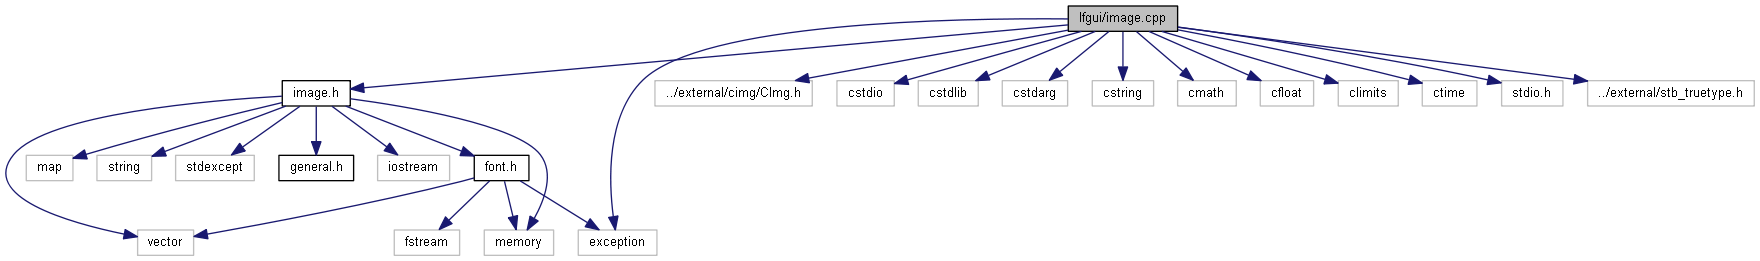 lfgui/image.cpp
image.h
../external/cimg/CImg.h
cstdio
cstdlib
cstdarg
cstring
cmath
cfloat
climits
ctime
stdio.h
../external/stb_truetype.h
map
string
stdexcept
general.h
iostream
font.h
vector
fstream
memory
exception